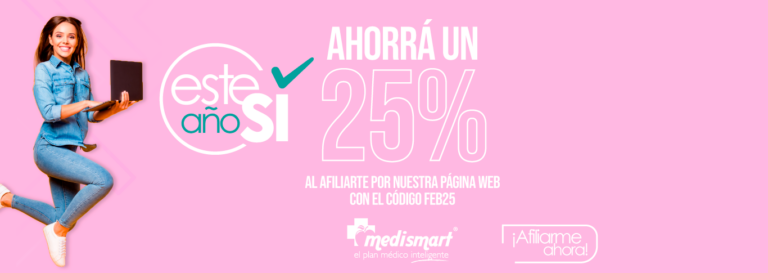 este
año SÍ
AHORRÁ UN
25%
AL AFILIARTE POR NUESTRA PÁGINA WEB
CON EL CÓDIGO FEB25
medismart®
el plan médico inteligente
¡Afiliarme
ahora!